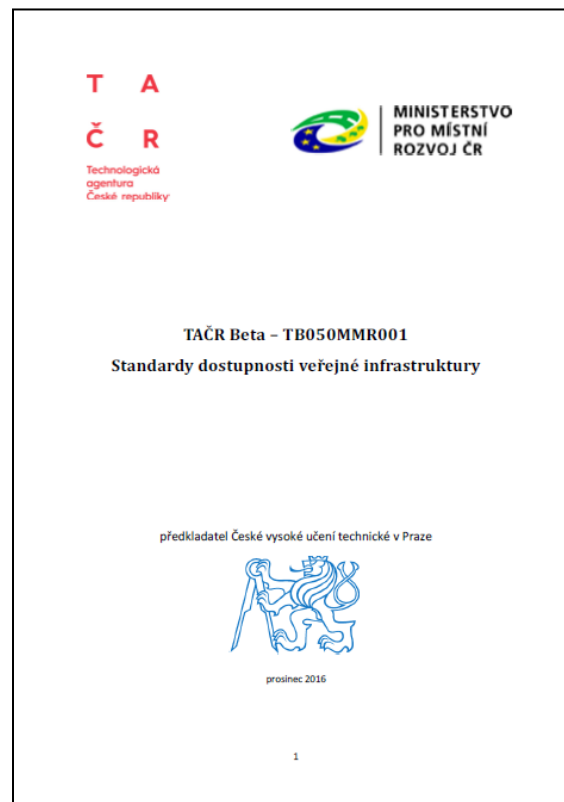 T A
Č R
Technologická
agentura
České republiky
MINISTERSTVO
PRO MÍSTNÍ
ROZVOJ ČR
TAČR Beta – TB050MMR001
Standardy dostupnosti veřejné infrastruktury
předkladatel České vysoké učení technické v Praze
prosinec 2016
1